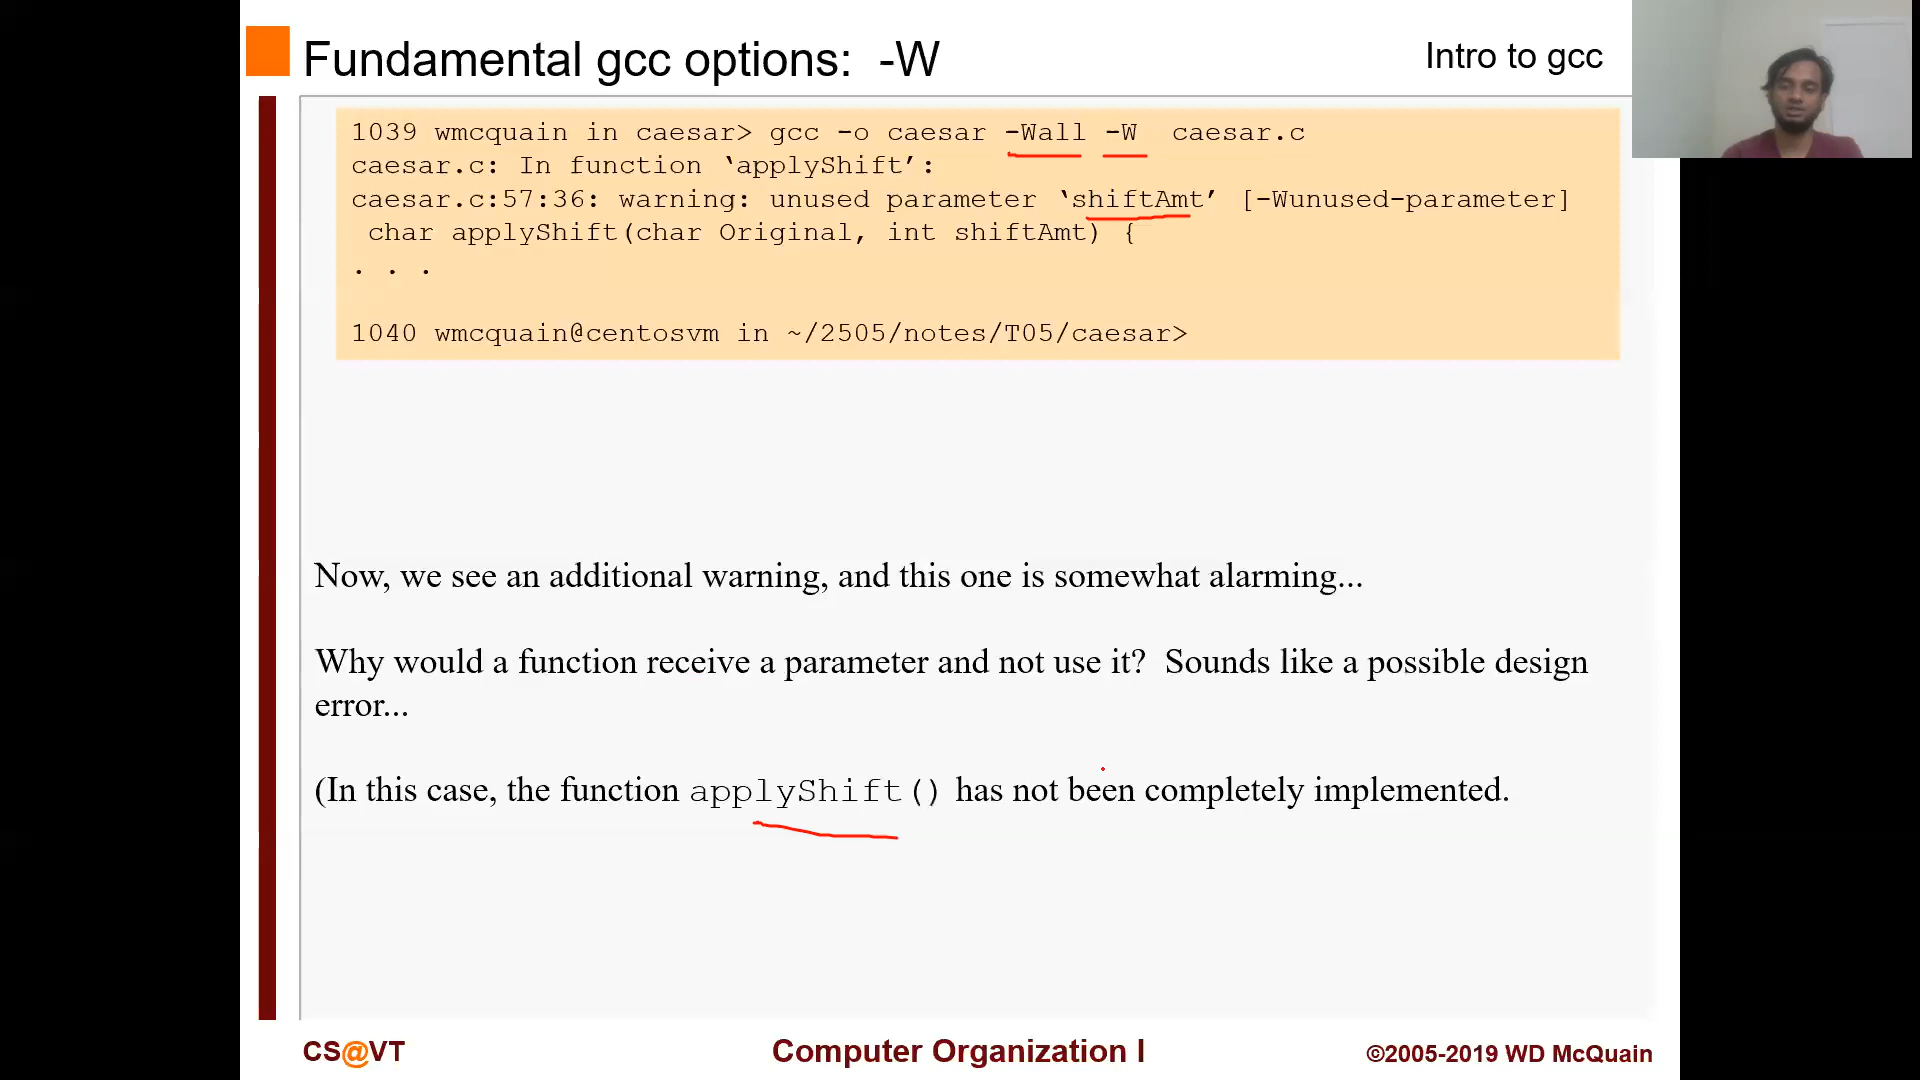 Fundamental gcc options:  -W
Intro to gcc
1039 wmcquain in caesar> gcc -o caesar -Wall -W  caesar.c
caesar.c: In function ‘applyShift’:
caesar.c:57:36: warning: unused parameter ‘shiftAmt’ [-Wunused-parameter]
 char applyShift(char Original, int shiftAmt) {
. . .
1040 wmcquain@centosvm in ~/2505/notes/T05/caesar>
Now, we see an additional warning, and this one is somewhat alarming...
Why would a function receive a parameter and not use it?  Sounds like a possible design
error...
(In this case, the function applyShift() has not been completely implemented.
CS@VT
Computer Organization I
©2005-2019 WD McQuain